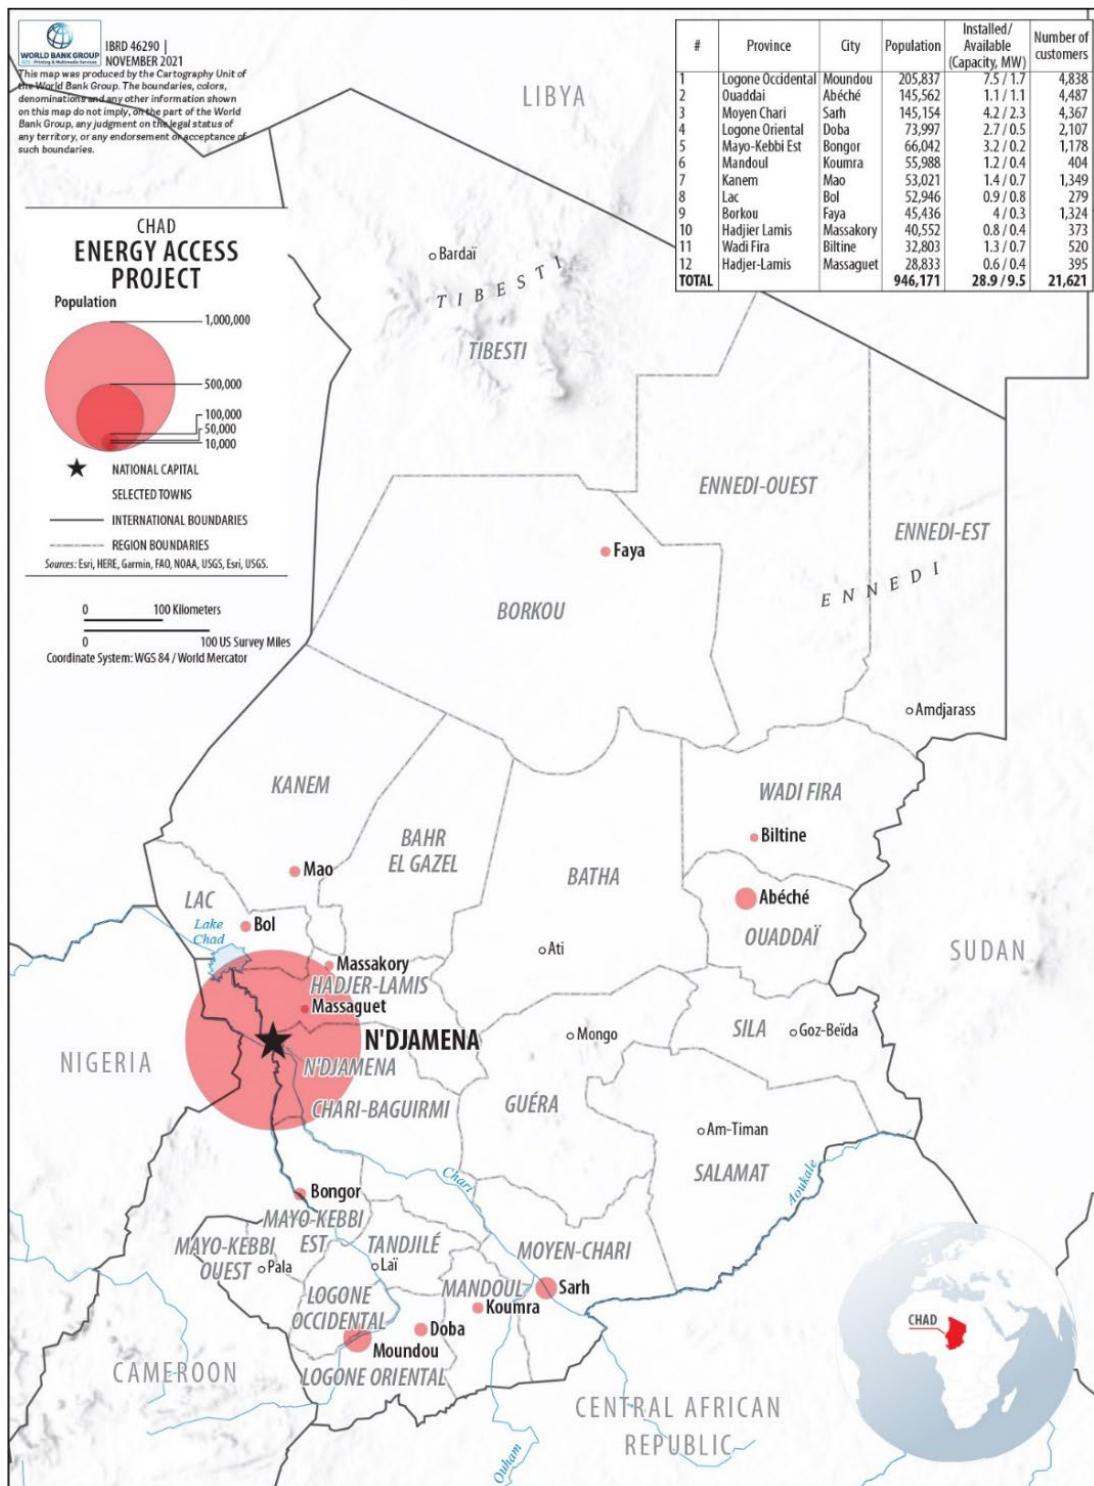 WORLD BANK GROUP
IBRD 46290 |
NOVEMBER 2021
This map was produced by the Cartography Unit of
the World Bank Group. The boundaries, colors,
denominations and any other information shown
on this map do not imply, on the part of the World
Bank Group, any judgment on the legal status of
any territory, or any endorsement or acceptance of
such boundaries.
# Province City Population Installed/ Available (Capacity, MW) Number of customers
1 Logone Occidental Moundou 205,837 7.5 / 1.7 4,838
2 Ouaddai Abéché 145,562 1.1 / 1.1 4,487
3 Moyen Chari Sarh 145,154 4.2 / 2.3 4,367
4 Logone Oriental Doba 73,997 2.7 / 0.5 2,107
5 Mayo-Kebbi Est Bongor 66,042 3.2 / 0.2 1,178
6 Mandoul Koumra 55,988 1.2 / 0.4 404
7 Kanem Mao 53,021 1.4 / 0.7 1,349
8 Lac Bol 52,946 0.9 / 0.8 279
9 Borkou Faya 45,436 4 / 0.3 1,324
10 Hadjier Lamis Massakory 40,552 0.8 / 0.4 373
11 Wadi Fira Biltine 32,803 1.3 / 0.7 520
12 Hadjer-Lamis Massaguet 28,833 0.6 / 0.4 395
TOTAL 946,171 28.9 / 9.5 21,621
CHAD
ENERGY ACCESS
PROJECT
Population
1,000,000
500,000
100,000
50,000
10,000
NATIONAL CAPITAL
SELECTED TOWNS
INTERNATIONAL BOUNDARIES
REGION BOUNDARIES
Sources: Esri, HERE, Garmin, FAO, NOAA, USGS, Esri, USGS.
0 100 Kilometers
0 100 US Survey Miles
Coordinate System: WGS 84 / World Mercator
LIBYA
Bardaï
TIBESTI
TIBESTI
ENNEDI-OUEST
ENNEDI-EST
Faya
ENNEDI
BORKOU
Amdjarass
KANEM
WADI FIRA
BAHR
EL GAZEL
Biltine
Mao
BATHA
LAC
Abéché
Lake
Chad
Bol
OUADDAÏ
Ati
SUDAN
Massakory
HADJER-LAMIS
Massaguet
SILA
Goz-Beïda
Mongo
N'DJAMENA
NIGERIA
N'DJAMENA
GUÉRA
CHARI-BAGUIRMI
Am-Timan
SALAMAT
Aoukale
Chari
Bongor
MAYO-KEBBI
EST
MAYO-KEBBI
OUEST
Pala
TANDJILÉ
Laï
MOYEN-CHARI
MANDOUL
Sarh
LOGONE
OCCIDENTAL
Koumra
Doba
CHAD
Moundou
CAMEROON
LOGONE ORIENTAL
CENTRAL AFRICAN
REPUBLIC
Ouham